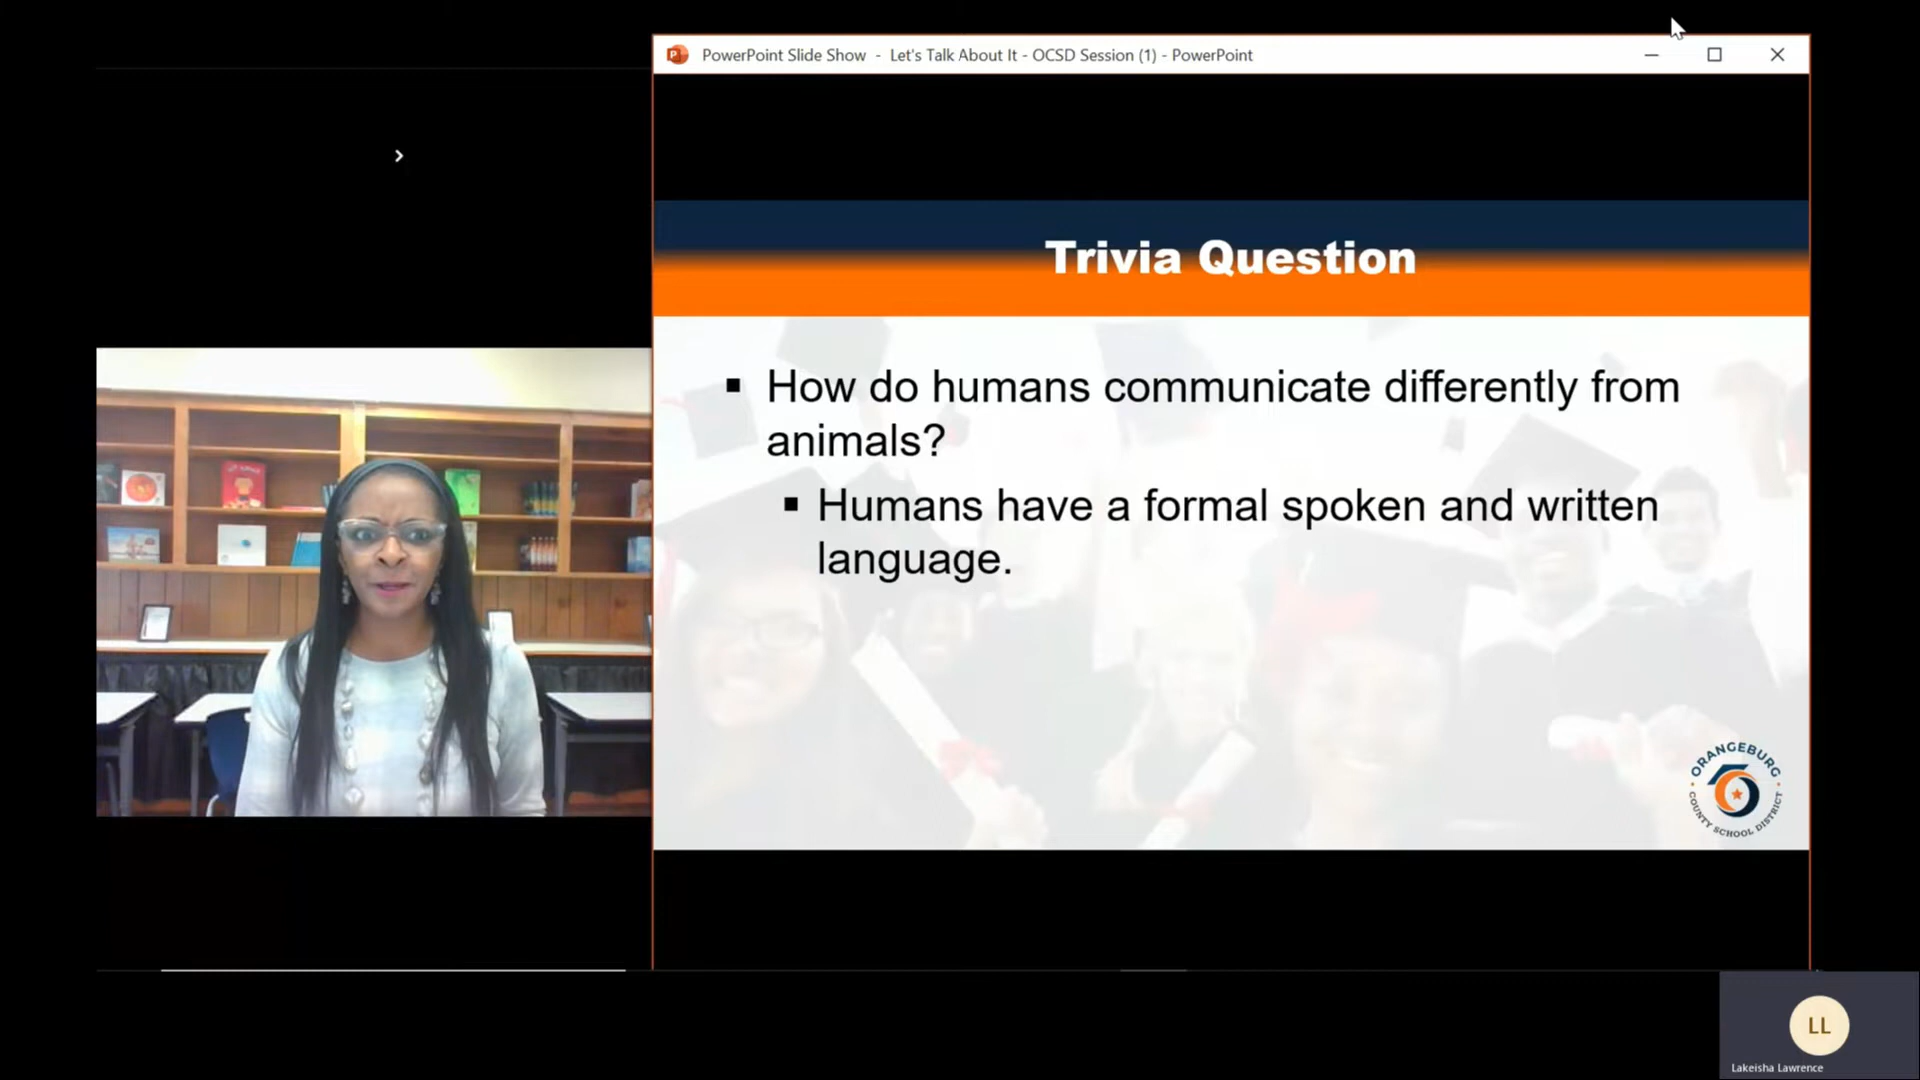 PowerPoint Slide Show - Let's Talk About It - OCSD Session (1) - PowerPoint
Trivia Question
▪ How do humans communicate differently from
animals?
▪ Humans have a formal spoken and written
language.
ORANGEBURG
COUNTY SCHOOL DISTRICT
LL
Lakeisha Lawrence